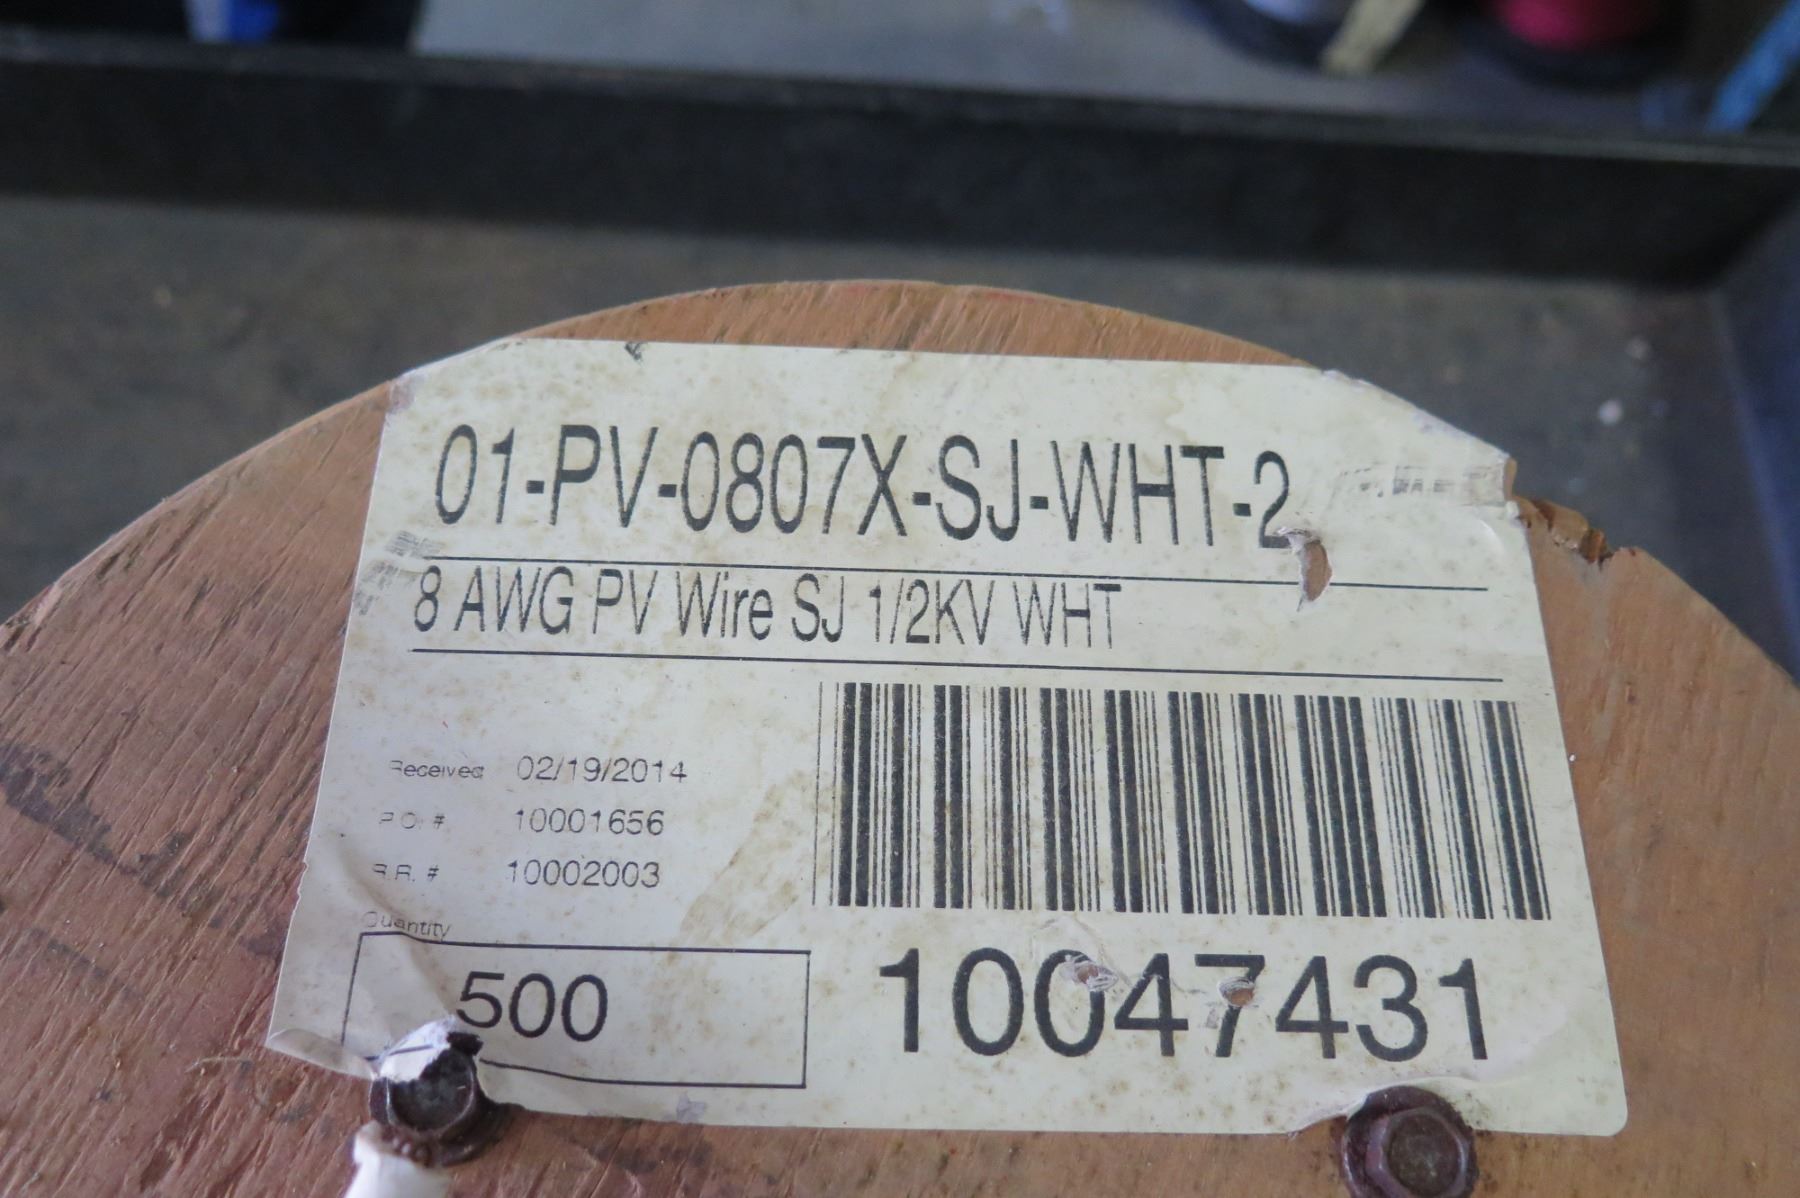 01-PV-0807X-SJ-WHT-2
8 AWG PV Wire SJ 1/2KV WHT
Received 02/19/2014
P.O. # 10001656
R.R. # 10002003
Quantity
500
10047431